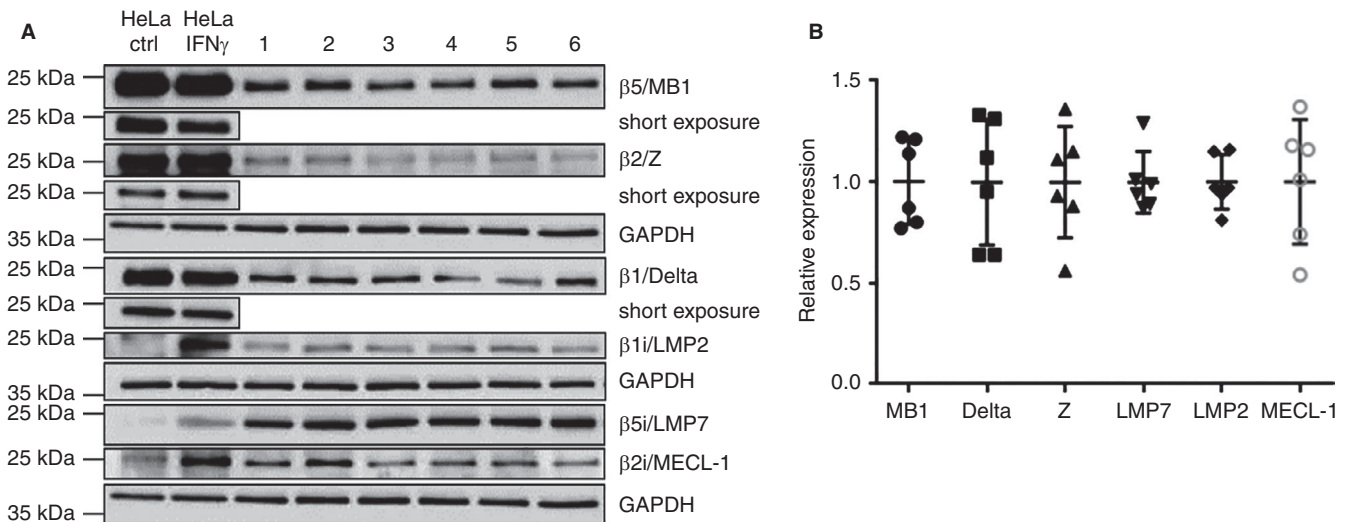 A
HeLa ctrl
HeLa IFNγ
1 2 3 4 5 6
25 kDa β5/MB1
25 kDa short exposure
25 kDa β2/Z
25 kDa short exposure
35 kDa GAPDH
25 kDa β1/Delta
25 kDa short exposure
25 kDa β1i/LMP2
35 kDa GAPDH
25 kDa β5i/LMP7
25 kDa β2i/MECL-1
35 kDa GAPDH
B
Relative expression
1.5
1.0
0.5
0.0
MB1 Delta Z LMP7 LMP2 MECL-1